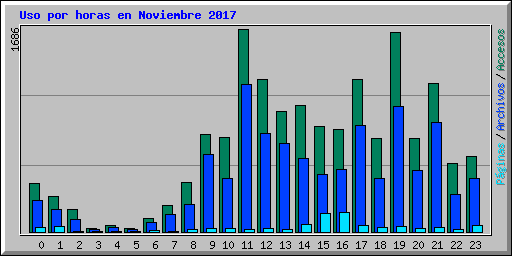 Uso por horas en Noviembre 2017
1686
Páginas/Archivos/Accesos
0 1 2 3 4 5 6 7 8 9 10 11 12 13 14 15 16 17 18 19 20 21 22 23